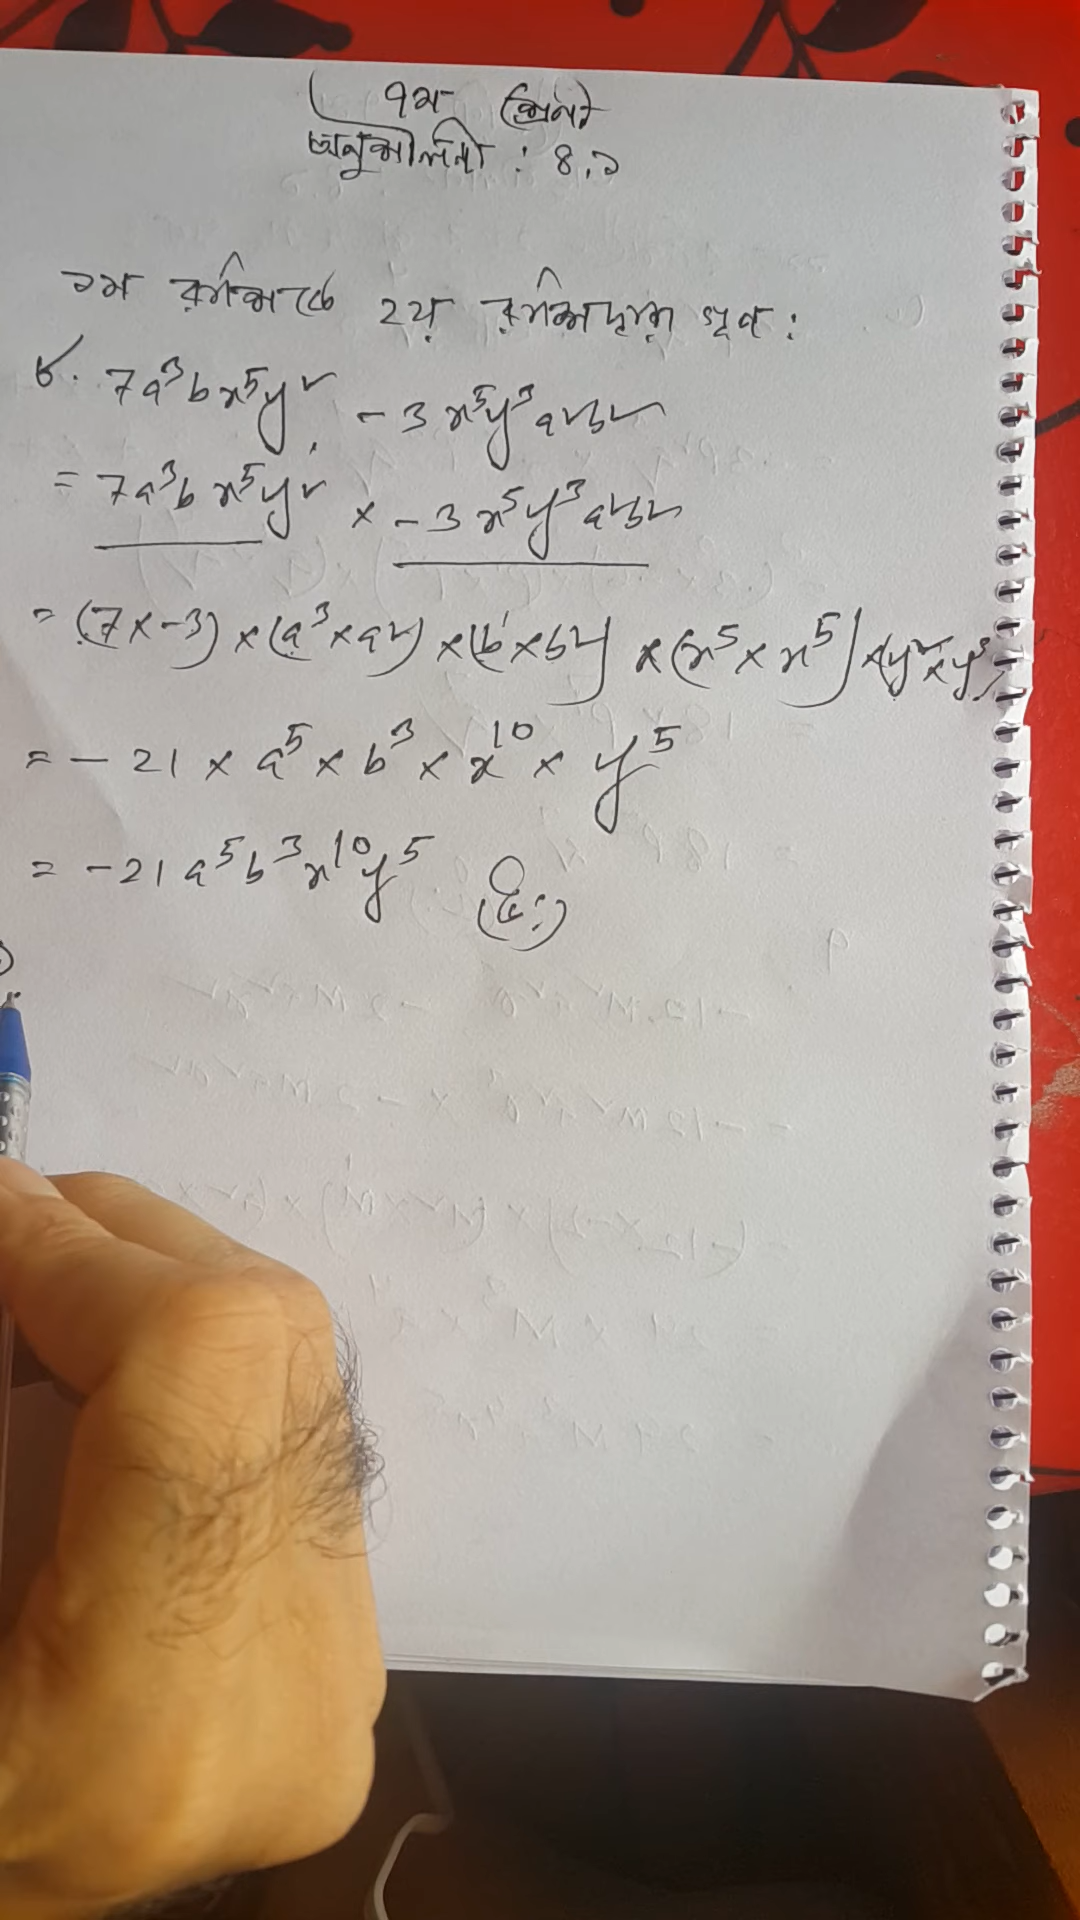 ৭ম শ্রেণি
অনুশীলনী : ৪.১
১ম রাশিকে ২য় রাশি দ্বারা গুণ :
৮. 7a³bx⁵y², -3x⁵y³a²b²
= 7a³bx⁵y² × -3x⁵y³a²b²
= (7×-3) × (a³×a²) × (b¹×b²) × (x⁵×x⁵) × (y²×y³)
= -21 × a⁵ × b³ × x¹⁰ × y⁵
= -21a⁵b³x¹⁰y⁵ (উ:)